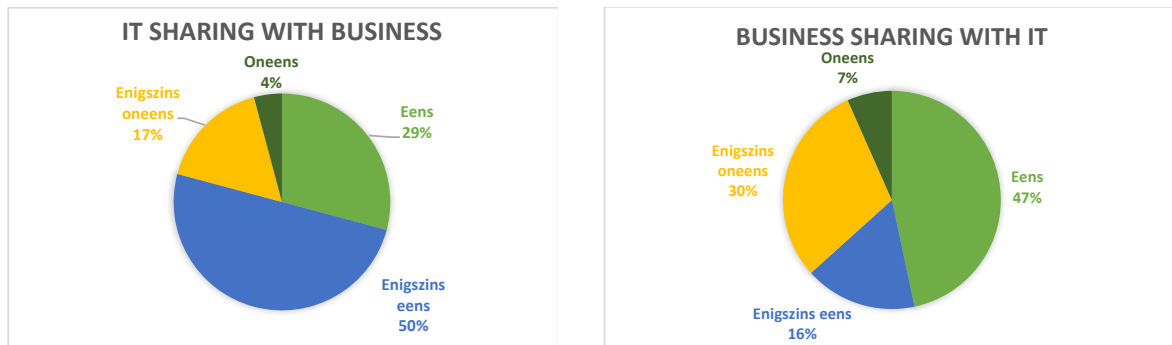 IT SHARING WITH BUSINESS
Oneens
4%
Enigszins
oneens
17%
Eens
29%
Enigszins
eens
50%
BUSINESS SHARING WITH IT
Oneens
7%
Enigszins
oneens
30%
Eens
47%
Enigszins eens
16%